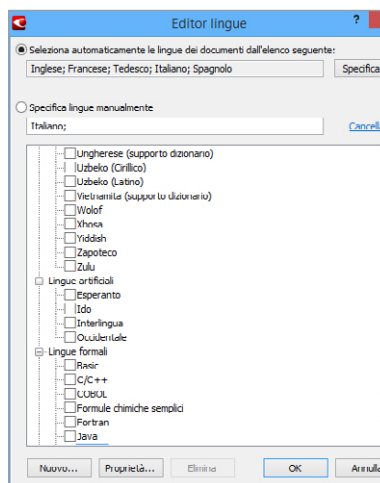 Editor lingue
?
Seleziona automaticamente le lingue dei documenti dall'elenco seguente:
Inglese; Francese; Tedesco; Italiano; Spagnolo
Specifica
Specifica lingue manualmente
Italiano;
Cancella
Ungherese (supporto dizionario)
Uzbeko (Cirillico)
Uzbeko (Latino)
Vietnamita (supporto dizionario)
Wolof
Xhosa
Yiddish
Zapoteco
Zulu
Lingue artificiali
Esperanto
Ido
Interlingua
Occidentale
Lingue formali
Basic
C/C++
COBOL
Formule chimiche semplici
Fortran
Java
Nuovo... Proprietà... Elimina OK Annulla